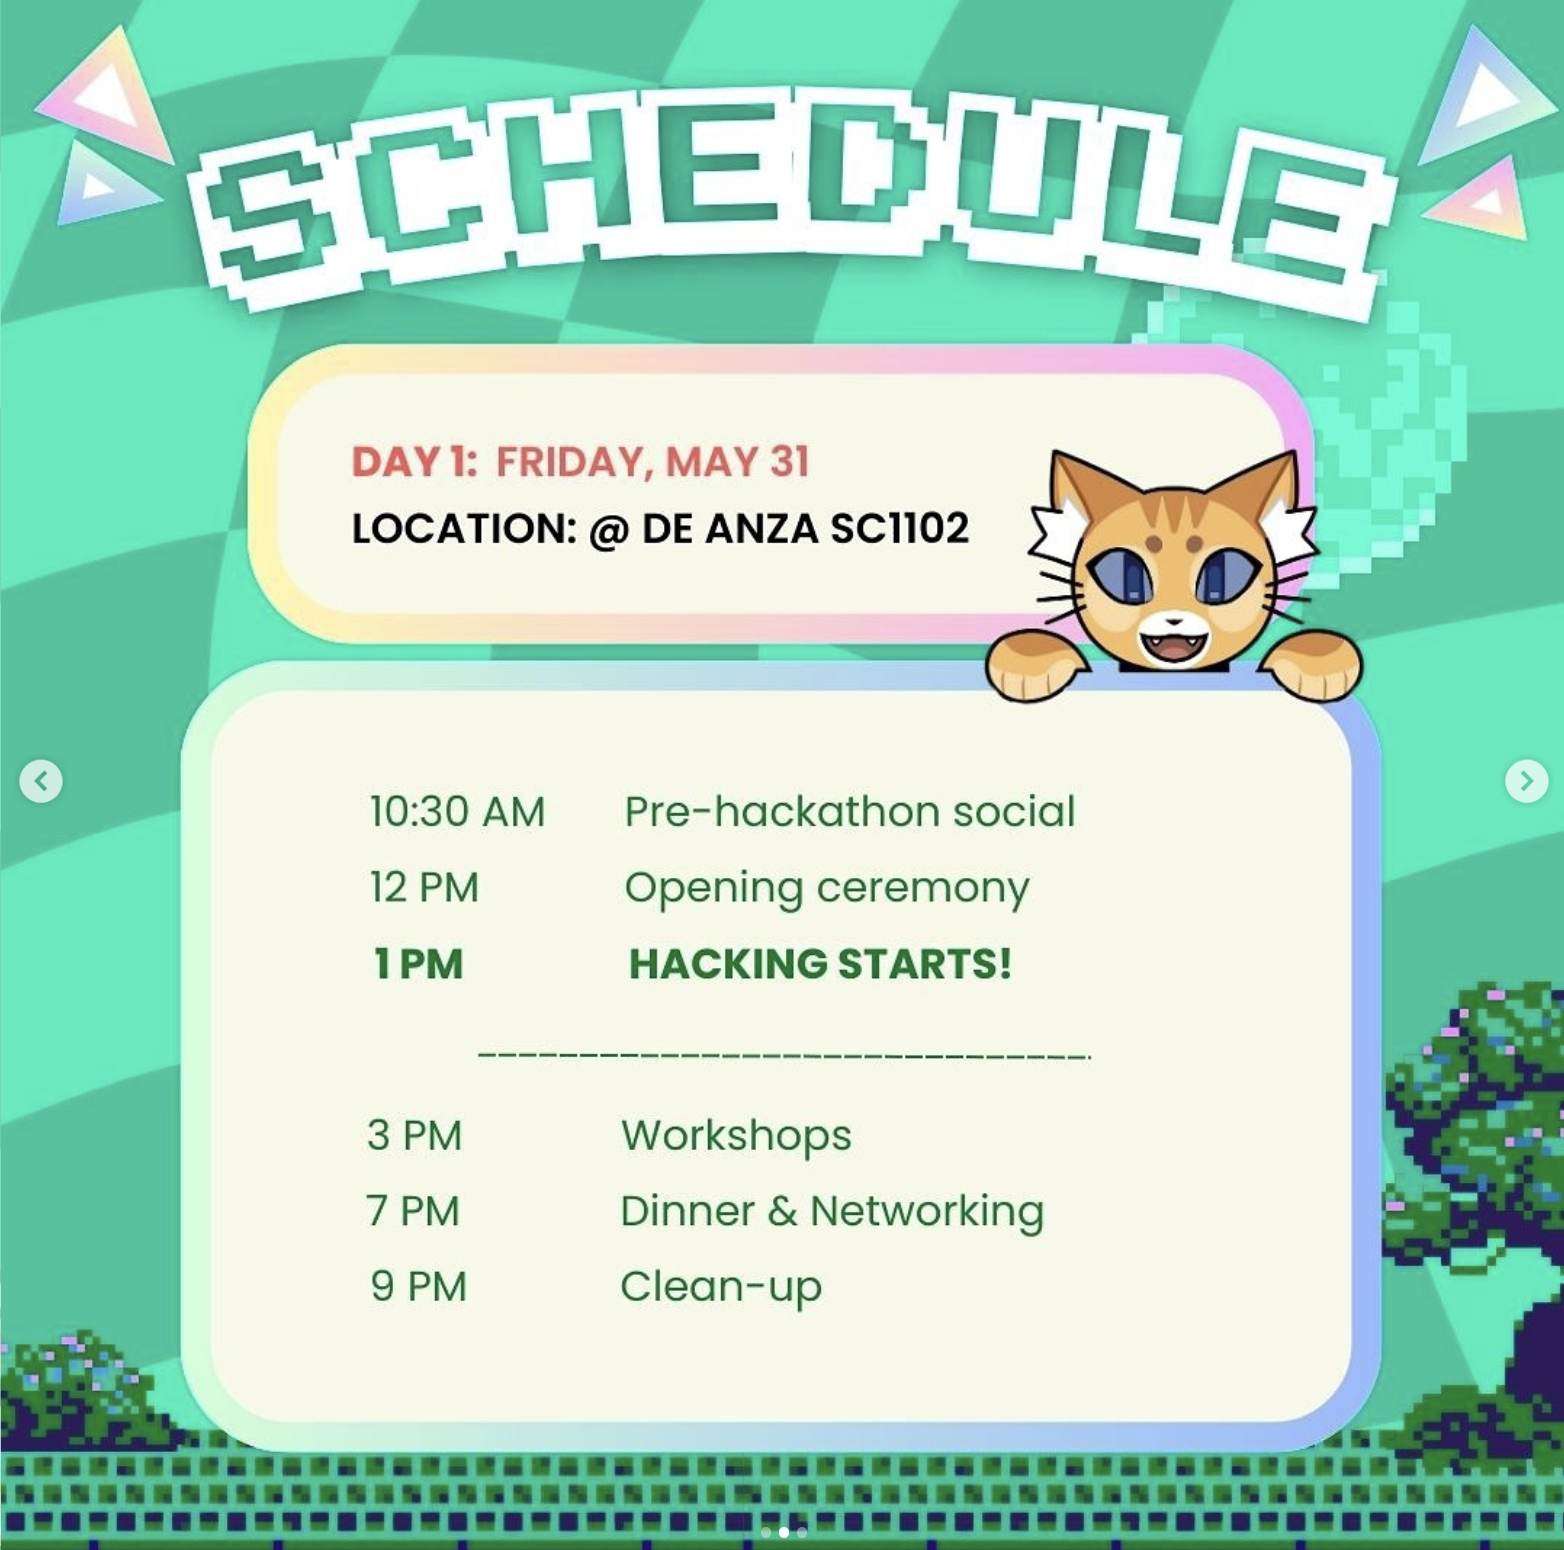 SCHEDULE
DAY 1: FRIDAY, MAY 31
LOCATION: @ DE ANZA SC1102
10:30 AM Pre-hackathon social
12 PM Opening ceremony
1 PM HACKING STARTS!
3 PM Workshops
7 PM Dinner & Networking
9 PM Clean-up